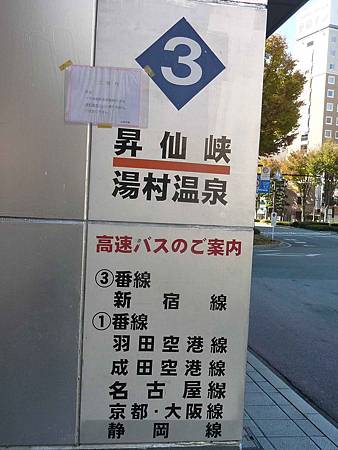 3
昇仙峡
湯村温泉
高速バスのご案内
③番線
新宿線
①番線
羽田空港線
成田空港線
名古屋線
京都・大阪線
静岡線